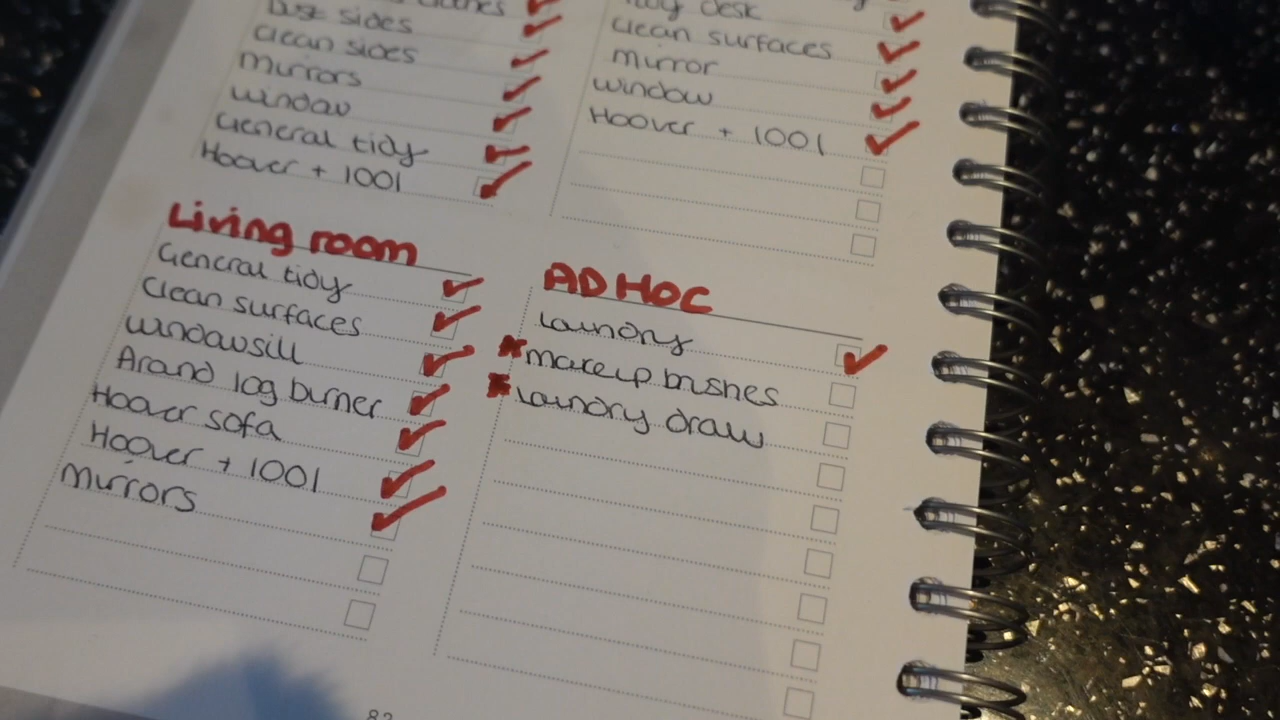 Dust sides
Clean sides
Mirrors
Window
General tidy
Hoover + 1001
Tidy desk
Clean surfaces
Mirror
Window
Hoover + 1001
Living room
General tidy
Clean surfaces
Windowsill
Around log burner
Hoover sofa
Hoover + 1001
Mirrors
AD HOC
Laundry
Makeup brushes
Laundry draw